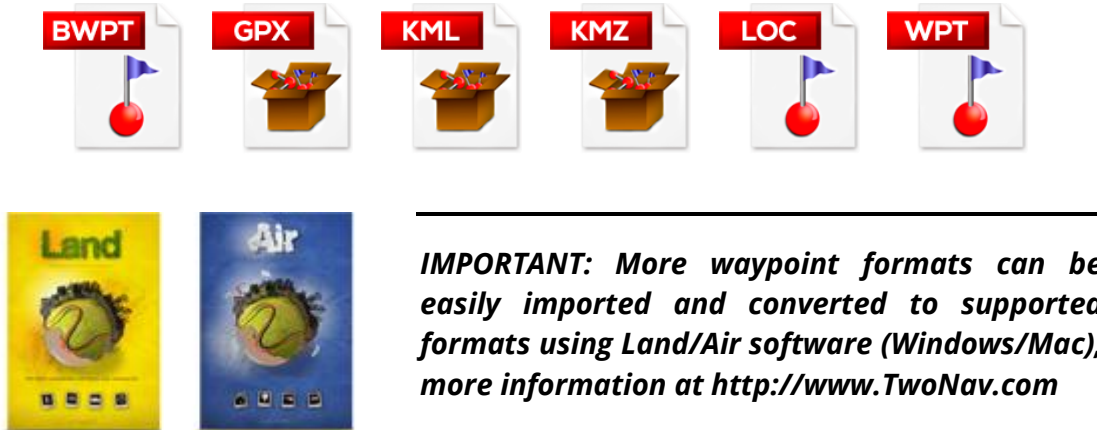 BWPT GPX KML KMZ LOC WPT
Land
Air
IMPORTANT: More waypoint formats can be
easily imported and converted to supported
formats using Land/Air software (Windows/Mac),
more information at http://www.TwoNav.com